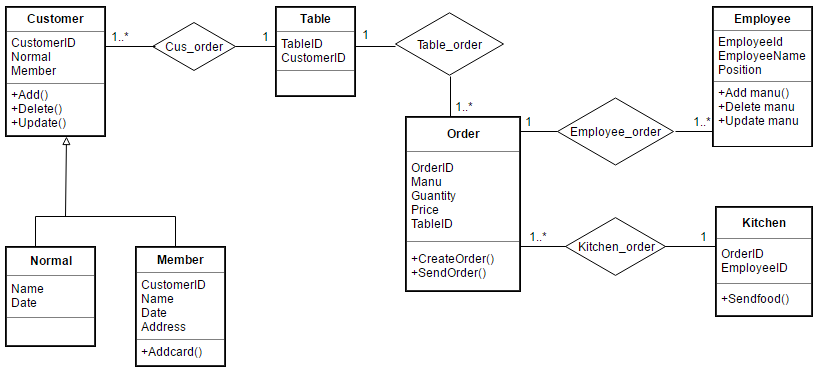 Customer
CustomerID
Normal
Member
+Add()
+Delete()
+Update()
1..*
Cus_order
1
Table
TableID
CustomerID
1
Table_order
1..*
Employee
EmployeeId
EmployeeName
Position
+Add manu()
+Delete manu
+Update manu
Order
OrderID
Manu
Guantity
Price
TableID
+CreateOrder()
+SendOrder()
1
Employee_order
1..*
1..*
Kitchen_order
1
Kitchen
OrderID
EmployeeID
+Sendfood()
Normal
Name
Date
Member
CustomerID
Name
Date
Address
+Addcard()